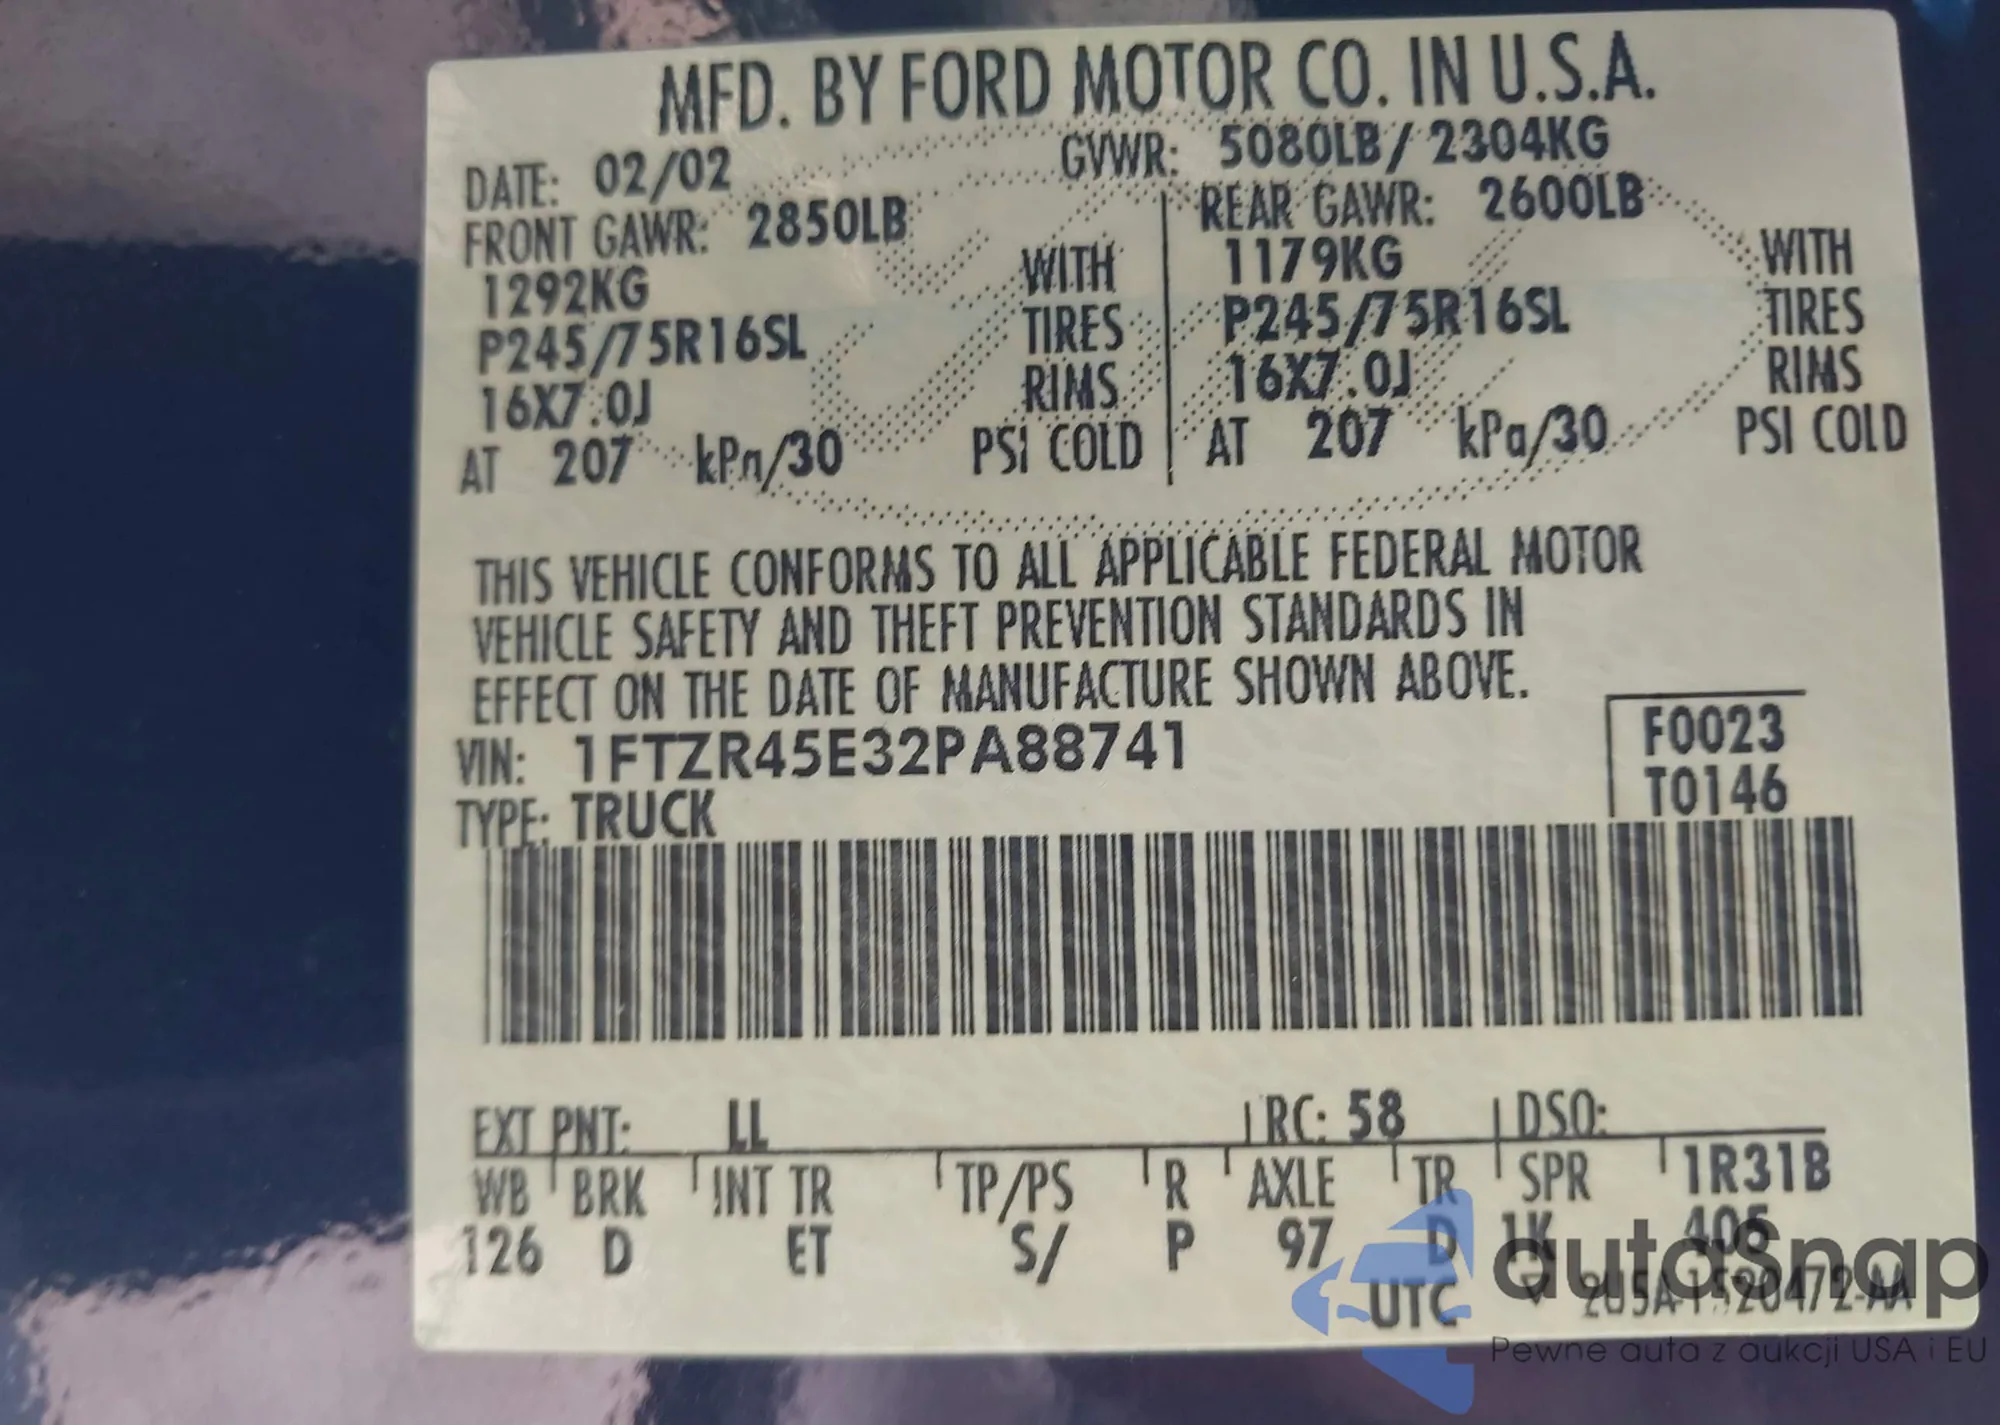 MFD. BY FORD MOTOR CO. IN U.S.A.
DATE: 02/02 GVWR: 5080LB / 2304KG
FRONT GAWR: 2850LB REAR GAWR: 2600LB
1292KG WITH 1179KG WITH
P245/75R16SL TIRES P245/75R16SL TIRES
16X7.0J RIMS 16X7.0J RIMS
AT 207 kPa/30 PSI COLD AT 207 kPa/30 PSI COLD
THIS VEHICLE CONFORMS TO ALL APPLICABLE FEDERAL MOTOR
VEHICLE SAFETY AND THEFT PREVENTION STANDARDS IN
EFFECT ON THE DATE OF MANUFACTURE SHOWN ABOVE.
VIN: 1FTZR45E32PA88741 F0023
TYPE: TRUCK T0146
EXT PNT: LL RC: 58 DSO:
WB BRK INT TR TP/PS R AXLE TR SPR 1R31B
126 D ET S/ P 97 D 1K 405
UTC 2U5A-1520472-AA
autoSnap
Pewne auta z aukcji USA i EU